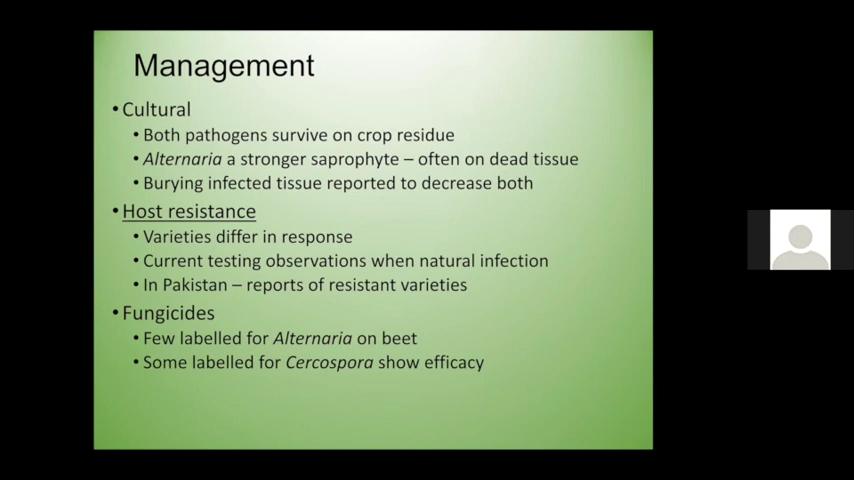 Management
• Cultural
• Both pathogens survive on crop residue
• Alternaria a stronger saprophyte – often on dead tissue
• Burying infected tissue reported to decrease both
• Host resistance
• Varieties differ in response
• Current testing observations when natural infection
• In Pakistan – reports of resistant varieties
• Fungicides
• Few labelled for Alternaria on beet
• Some labelled for Cercospora show efficacy